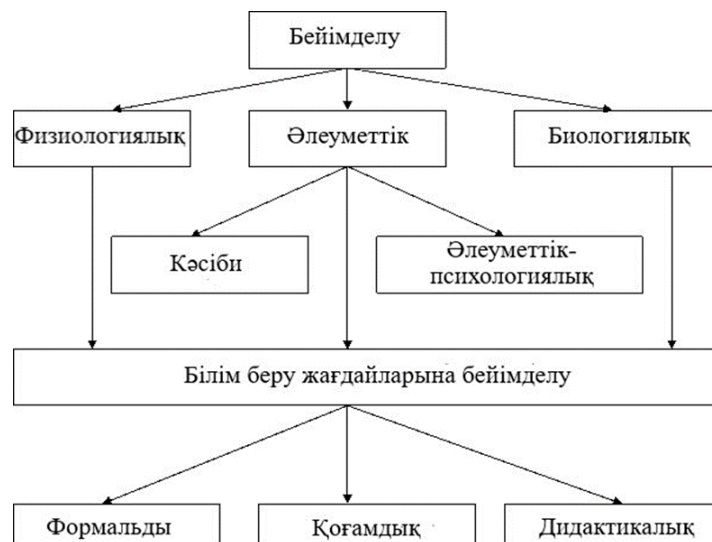 Бейімделу
Физиологиялық
Әлеуметтік
Биологиялық
Кәсіби
Әлеуметтік-
психологиялық
Білім беру жағдайларына бейімделу
Формальды
Қоғамдық
Дидактикалық